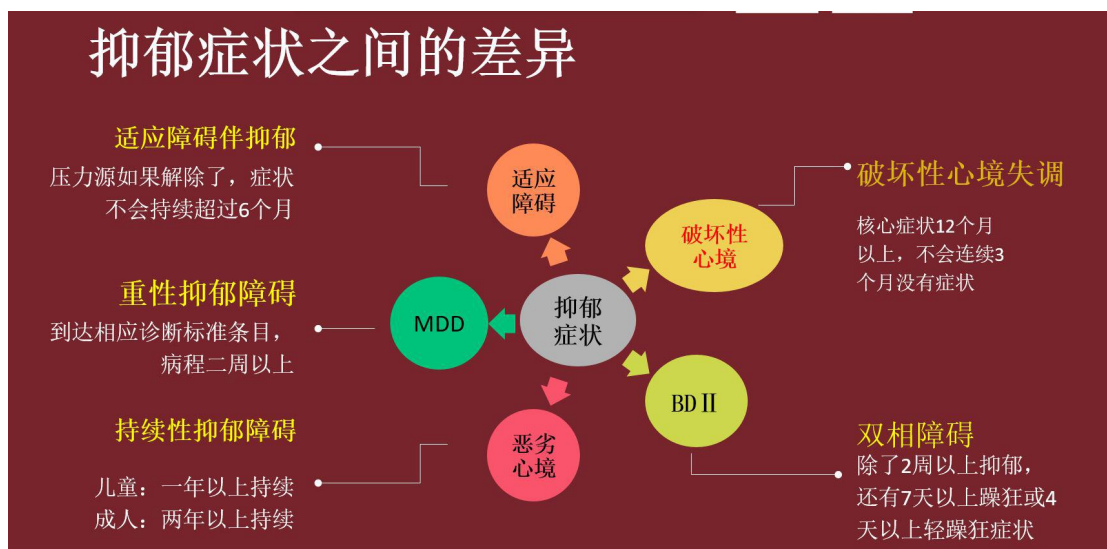 抑郁症状之间的差异
适应障碍伴抑郁
压力源如果解除了，症状
不会持续超过6个月
重性抑郁障碍
到达相应诊断标准条目，
病程二周以上
持续性抑郁障碍
儿童：一年以上持续
成人：两年以上持续
适应
障碍
破坏性
心境
MDD
抑郁
症状
BD II
恶劣
心境
破坏性心境失调
核心症状12个月
以上，不会连续3
个月没有症状
双相障碍
除了2周以上抑郁，
还有7天以上躁狂或4
天以上轻躁狂症状